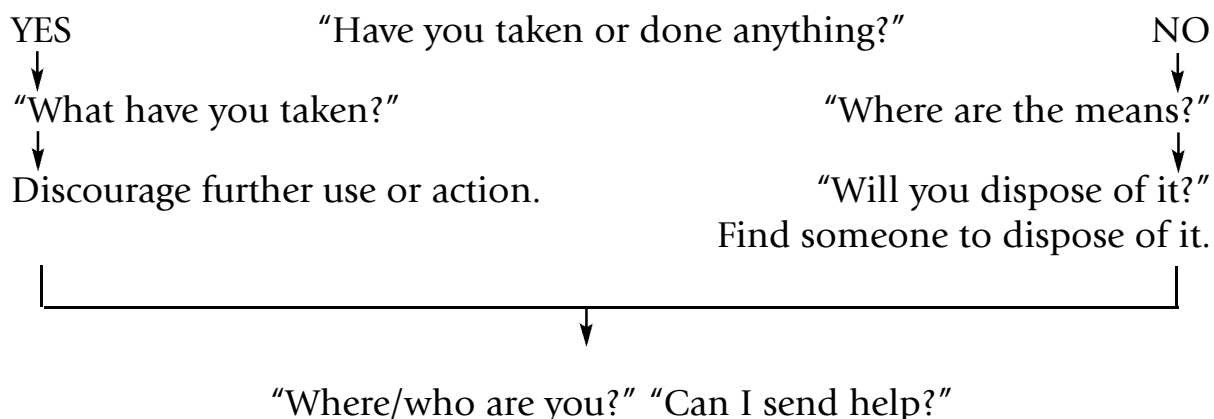 YES “Have you taken or done anything?” NO
“What have you taken?” “Where are the means?”
Discourage further use or action. “Will you dispose of it?”
Find someone to dispose of it.
“Where/who are you?” “Can I send help?”